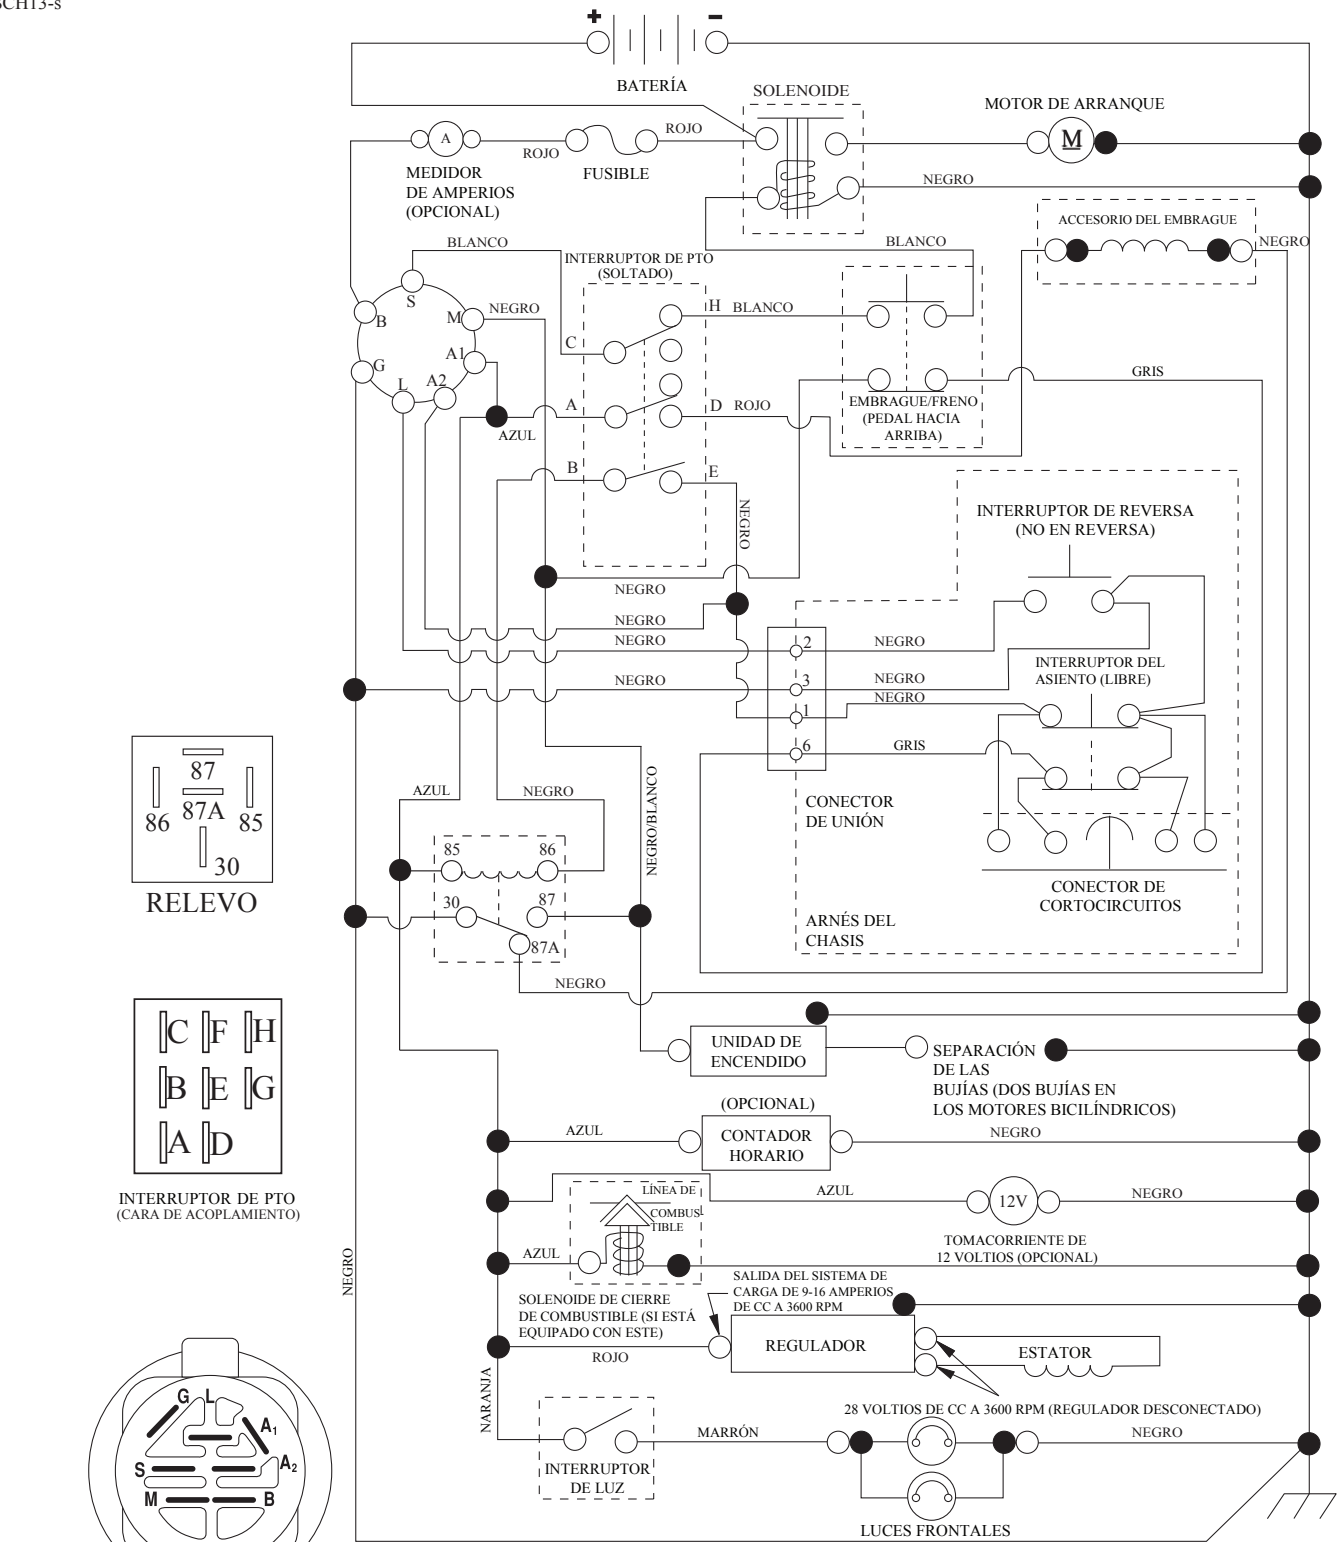 SCH13-s
+
−
BATERÍA
SOLENOIDE
MOTOR DE ARRANQUE
ROJO
A
ROJO
M
MEDIDOR
DE AMPERIOS
(OPCIONAL)
FUSIBLE
NEGRO
ACCESORIO DEL EMBRAGUE
NEGRO
BLANCO
BLANCO
INTERRUPTOR DE PTO
(SOLTADO)
S
B
M
NEGRO
H
BLANCO
C
A1
G
L
A2
GRIS
A
D
ROJO
EMBRAGUE/FRENO
(PEDAL HACIA
ARRIBA)
AZUL
B
E
NEGRO
INTERRUPTOR DE REVERSA
(NO EN REVERSA)
NEGRO
NEGRO
NEGRO
2
NEGRO
INTERRUPTOR DEL
ASIENTO (LIBRE)
NEGRO
3
NEGRO
NEGRO
1
6
GRIS
87
86
87A
85
30
RELEVO
AZUL
NEGRO
NEGRO/BLANCO
CONECTOR
DE UNIÓN
85
86
30
87
87A
CONECTOR DE
CORTOCIRCUITOS
ARNÉS DEL
CHASIS
NEGRO
C F H
B E G
A D
INTERRUPTOR DE PTO
(CARA DE ACOPLAMIENTO)
UNIDAD DE
ENCENDIDO
SEPARACIÓN
DE LAS
BUJÍAS (DOS BUJÍAS EN
LOS MOTORES BICILÍNDRICOS)
(OPCIONAL)
AZUL
CONTADOR
HORARIO
NEGRO
LÍNEA DE
COMBUS-
TIBLE
AZUL
12V
NEGRO
TOMACORRIENTE DE
12 VOLTIOS (OPCIONAL)
AZUL
NEGRO
SALIDA DEL SISTEMA DE
CARGA DE 9-16 AMPERIOS
DE CC A 3600 RPM
SOLENOIDE DE CIERRE
DE COMBUSTIBLE (SI ESTÁ
EQUIPADO CON ESTE)
ROJO
REGULADOR
ESTATOR
NARANJA
28 VOLTIOS DE CC A 3600 RPM (REGULADOR DESCONECTADO)
MARRÓN
NEGRO
INTERRUPTOR
DE LUZ
LUCES FRONTALES
G L
A1
A2
S
M
B